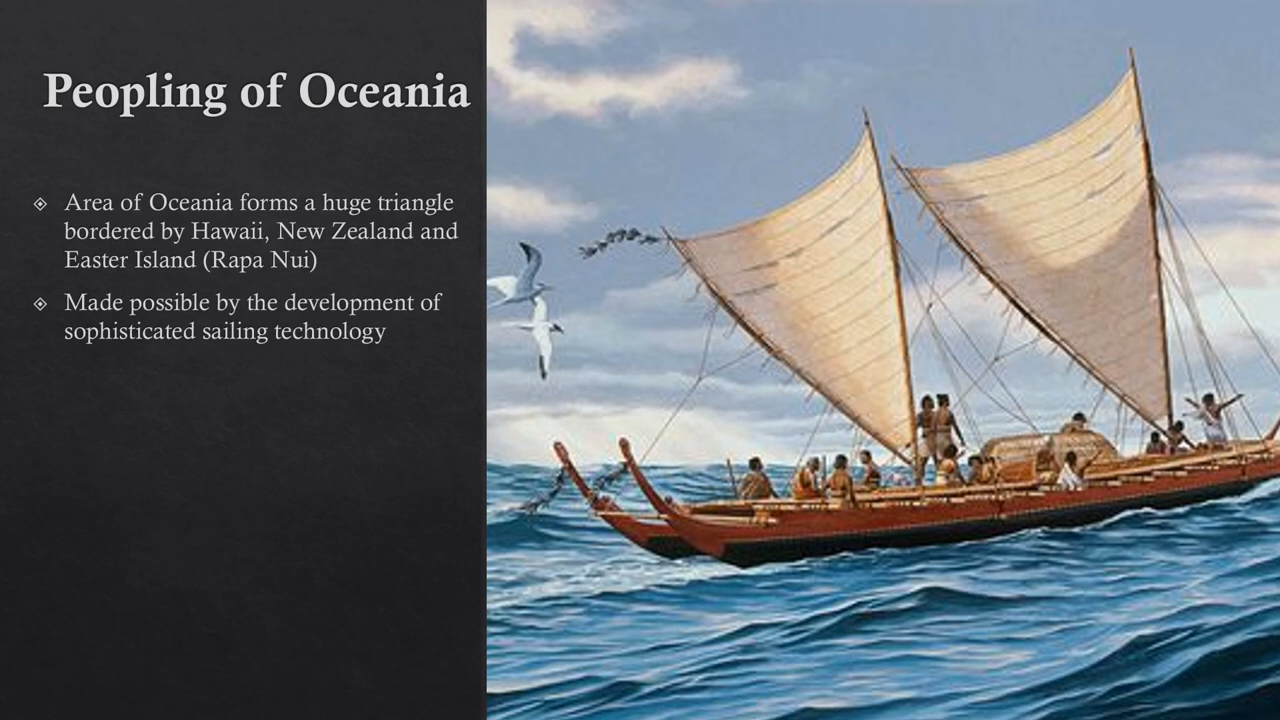 Peopling of Oceania
Area of Oceania forms a huge triangle
bordered by Hawaii, New Zealand and
Easter Island (Rapa Nui)
Made possible by the development of
sophisticated sailing technology